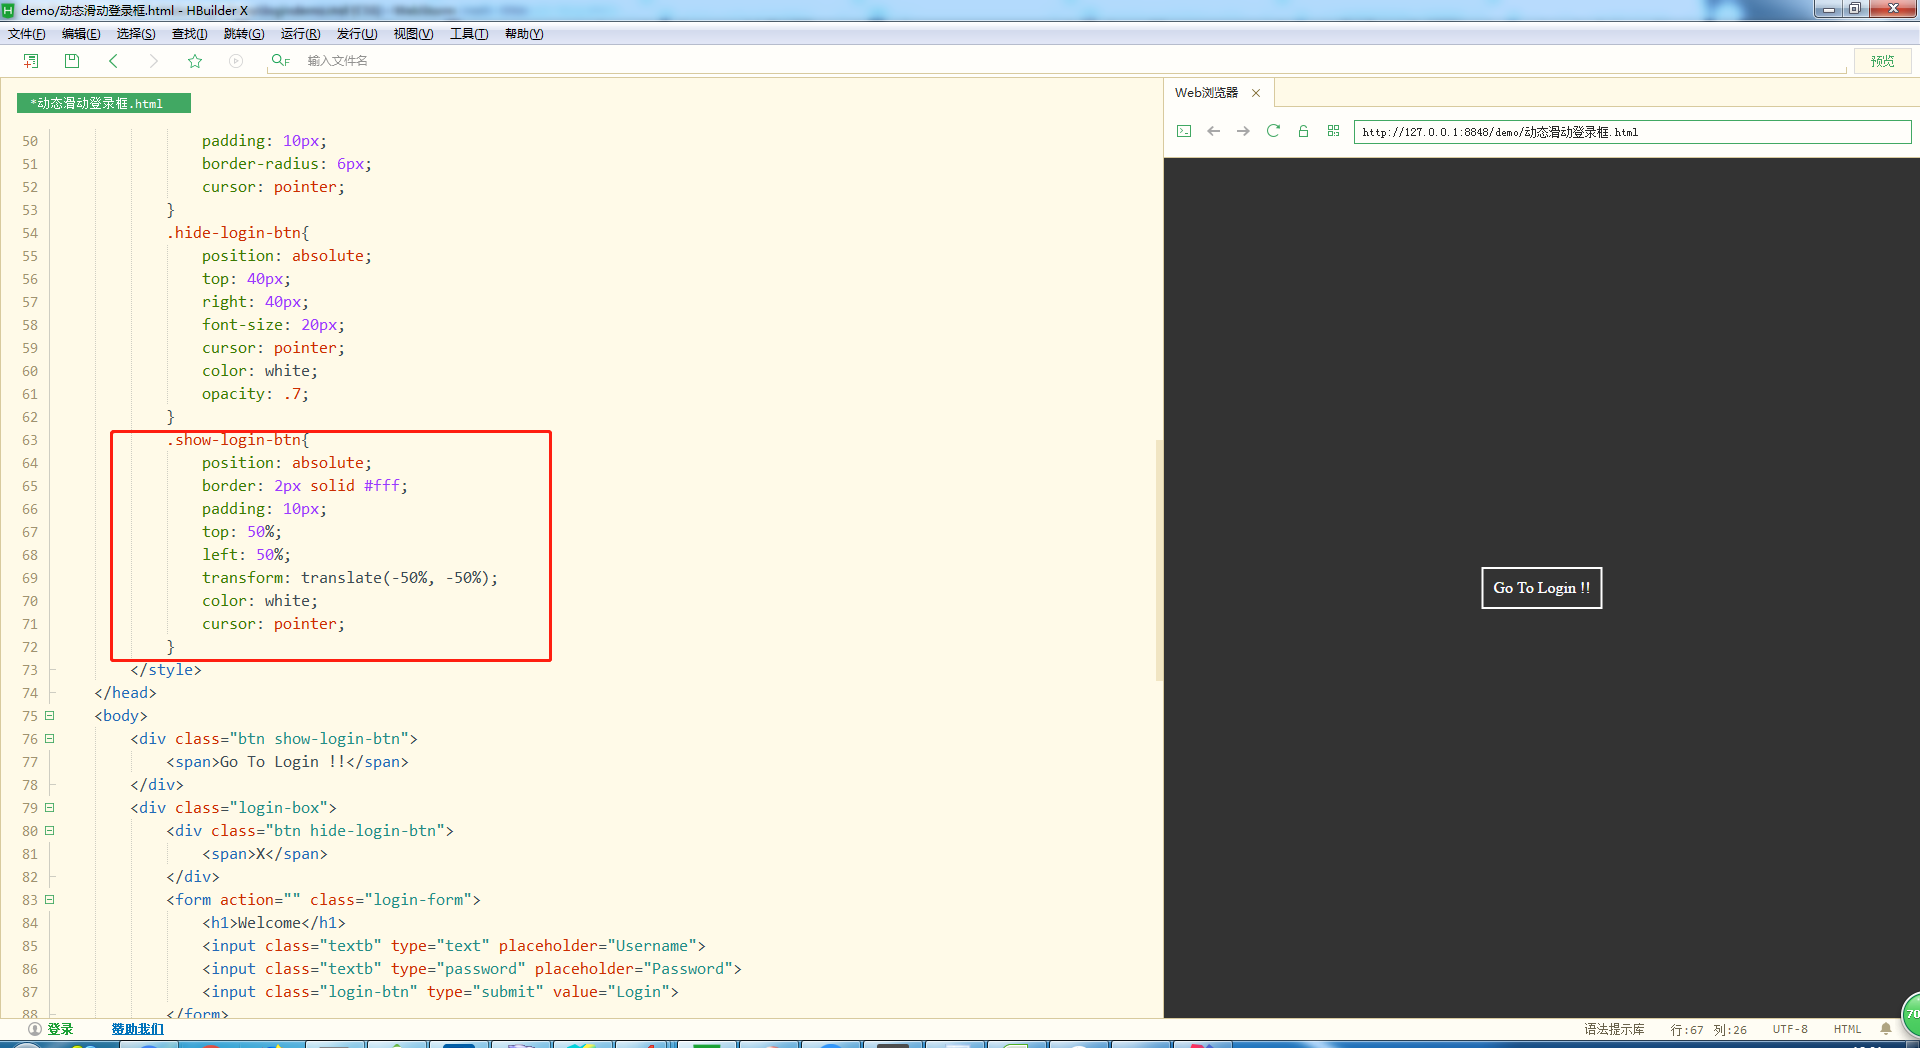 demo/动态滑动登录框.html - HBuilder X
文件(F) 编辑(E) 选择(S) 查找(I) 跳转(G) 运行(R) 发行(U) 视图(V) 工具(T) 帮助(Y)
输入文件名
预览
*动态滑动登录框.html
50 padding: 10px;
51 border-radius: 6px;
52 cursor: pointer;
53 }
54 .hide-login-btn{
55 position: absolute;
56 top: 40px;
57 right: 40px;
58 font-size: 20px;
59 cursor: pointer;
60 color: white;
61 opacity: .7;
62 }
63 .show-login-btn{
64 position: absolute;
65 border: 2px solid #fff;
66 padding: 10px;
67 top: 50%;
68 left: 50%;
69 transform: translate(-50%, -50%);
70 color: white;
71 cursor: pointer;
72 }
73 </style>
74 </head>
75 <body>
76 <div class="btn show-login-btn">
77 <span>Go To Login !!</span>
78 </div>
79 <div class="login-box">
80 <div class="btn hide-login-btn">
81 <span>X</span>
82 </div>
83 <form action="" class="login-form">
84 <h1>Welcome</h1>
85 <input class="textb" type="text" placeholder="Username">
86 <input class="textb" type="password" placeholder="Password">
87 <input class="login-btn" type="submit" value="Login">
88 </form>
Web浏览器
http://127.0.0.1:8848/demo/动态滑动登录框.html
Go To Login !!
70
登录 赞助我们
语法提示库 行:67 列:26 UTF-8 HTML